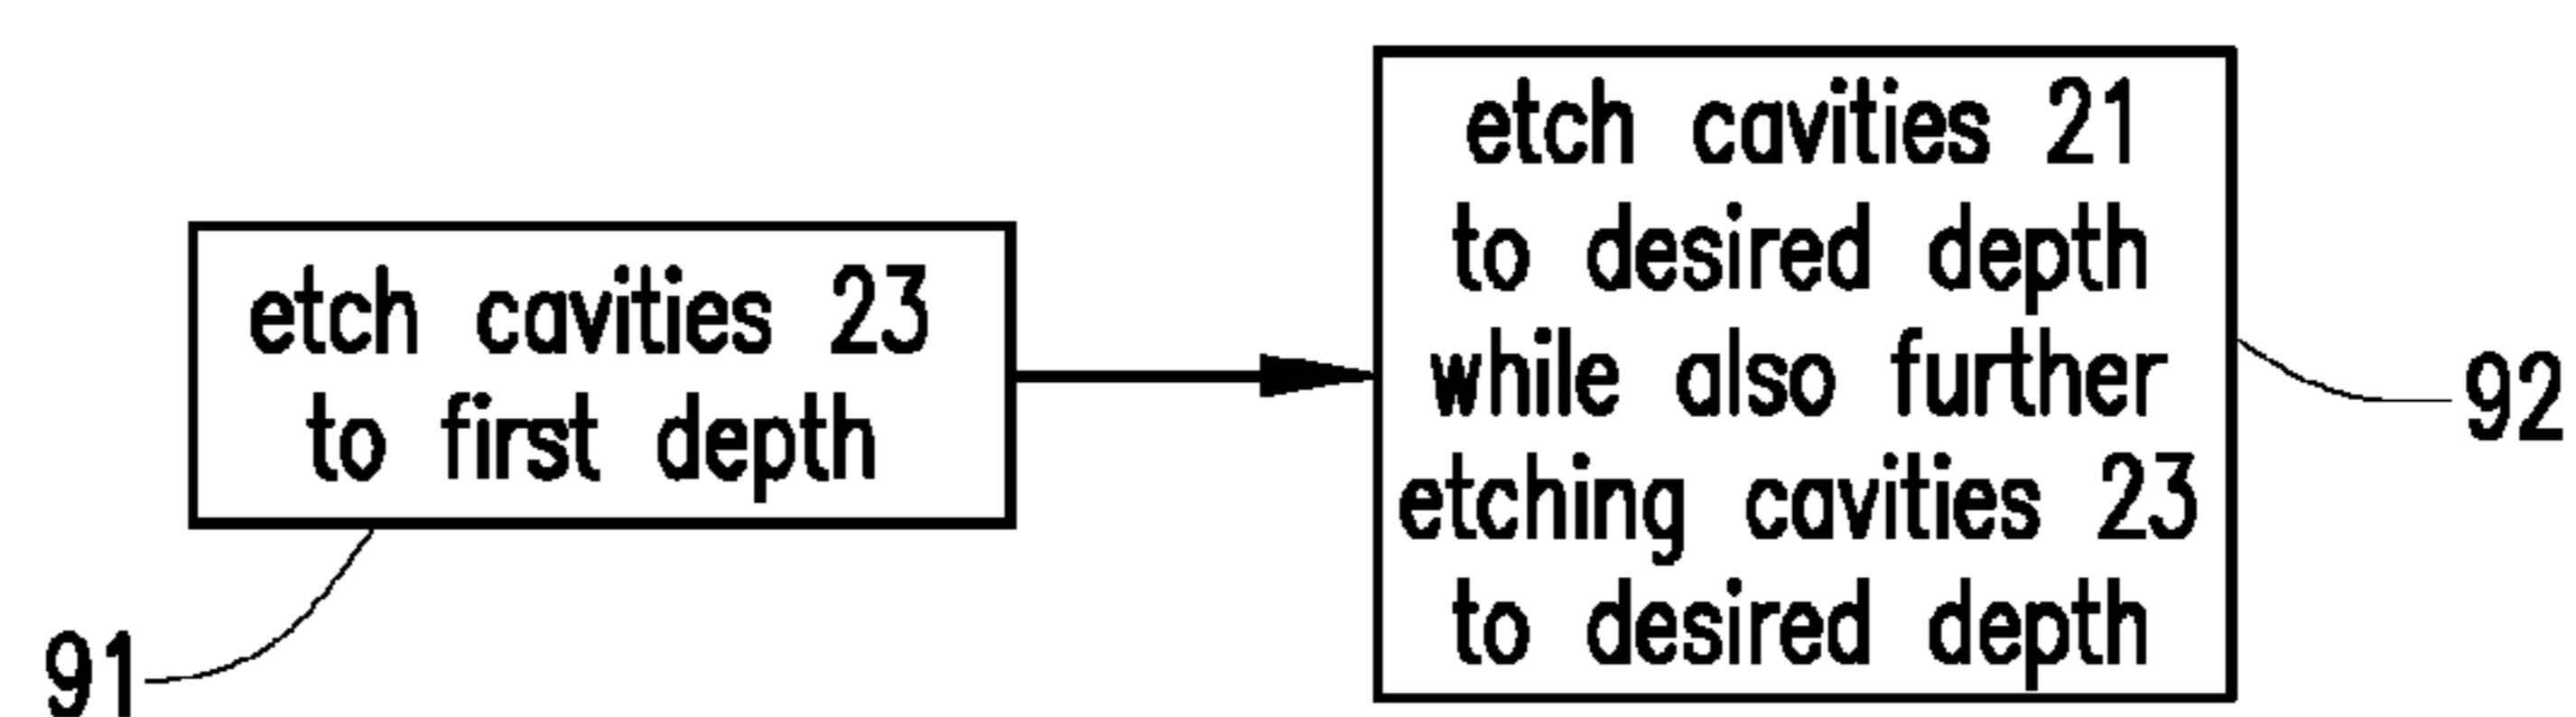 etch cavities 23
to first depth
91
etch cavities 21
to desired depth
while also further
etching cavities 23
to desired depth
92